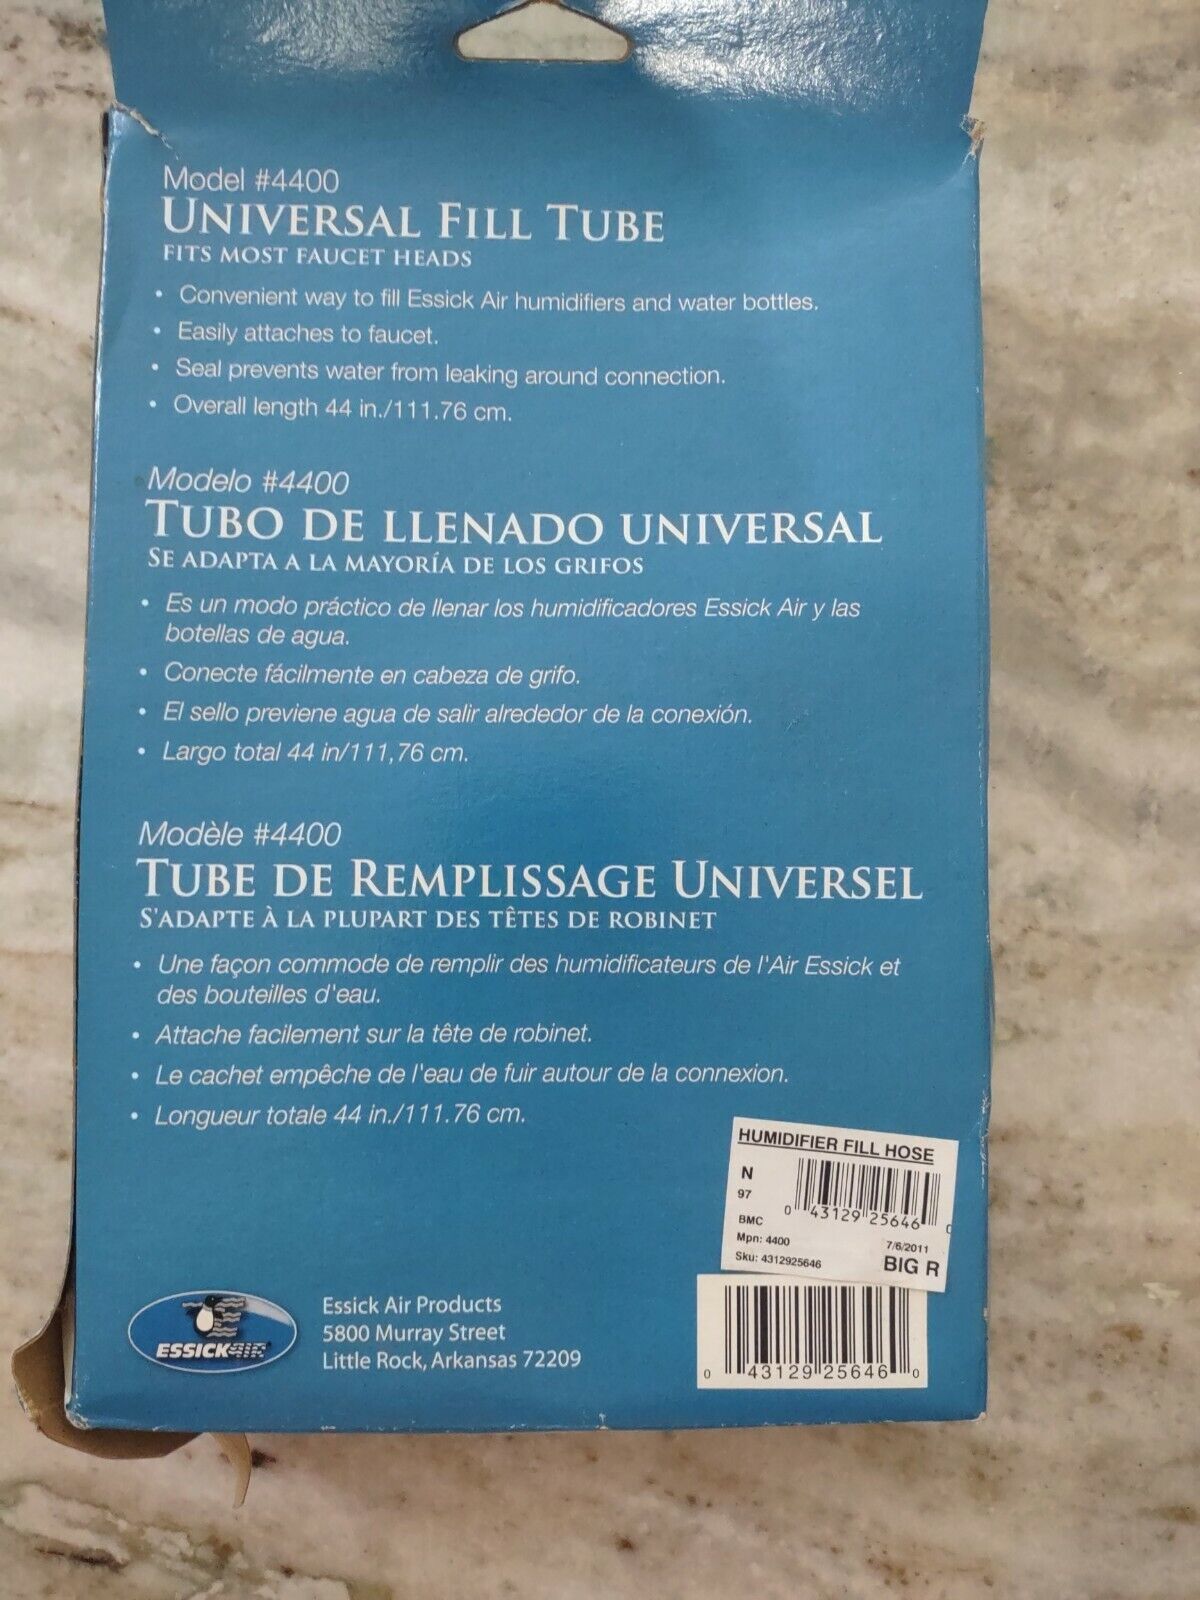 Model #4400
UNIVERSAL FILL TUBE
FITS MOST FAUCET HEADS
• Convenient way to fill Essick Air humidifiers and water bottles.
• Easily attaches to faucet.
• Seal prevents water from leaking around connection.
• Overall length 44 in./111.76 cm.
Modelo #4400
TUBO DE LLENADO UNIVERSAL
SE ADAPTA A LA MAYORÍA DE LOS GRIFOS
• Es un modo práctico de llenar los humidificadores Essick Air y las
botellas de agua.
• Conecte fácilmente en cabeza de grifo.
• El sello previene agua de salir alrededor de la conexión.
• Largo total 44 in/111,76 cm.
Modèle #4400
TUBE DE REMPLISSAGE UNIVERSEL
S'ADAPTE À LA PLUPART DES TÊTES DE ROBINET
• Une façon commode de remplir des humidificateurs de l'Air Essick et
des bouteilles d'eau.
• Attache facilement sur la tête de robinet.
• Le cachet empêche de l'eau de fuir autour de la connexion.
• Longueur totale 44 in./111.76 cm.
HUMIDIFIER FILL HOSE
N
97
0 43129 25646 0
BMC
Mpn: 4400
7/6/2011
Sku: 4312925646
BIG R
ESSICK AIR
Essick Air Products
5800 Murray Street
Little Rock, Arkansas 72209
0 43129 25646 0